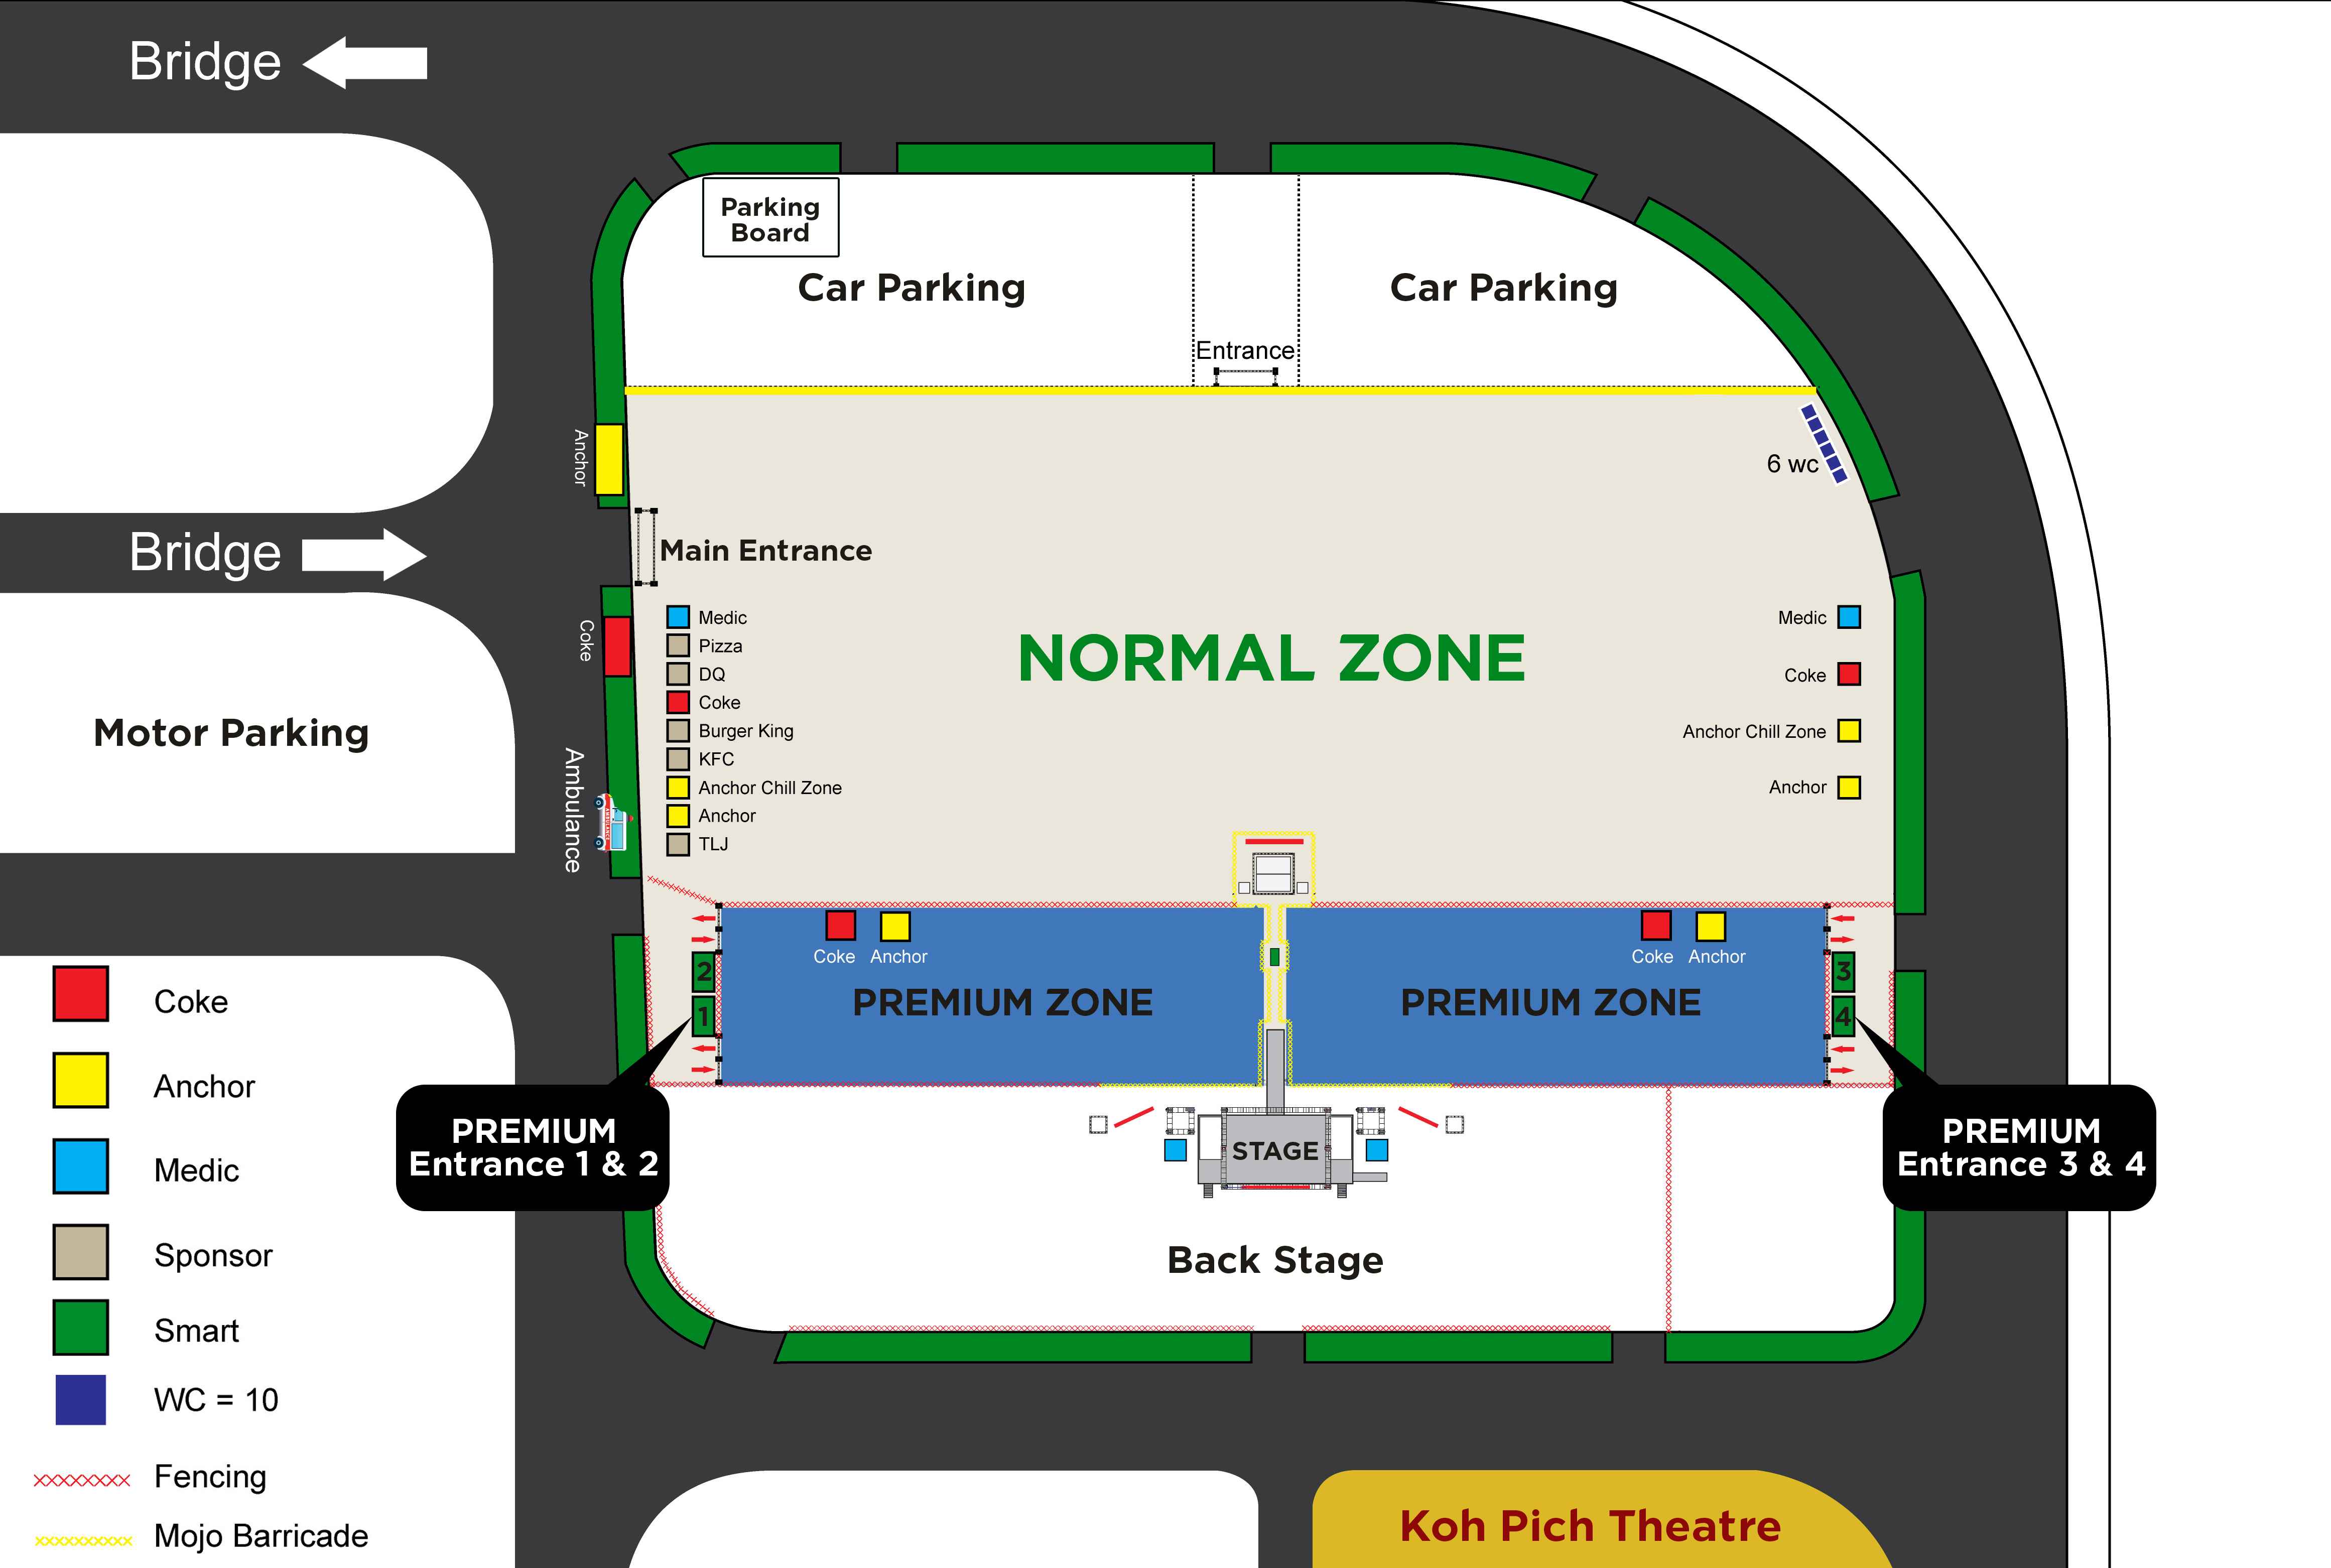 Bridge
Parking
Board
Car Parking
Car Parking
Entrance
Anchor
6 wc
Bridge
Main Entrance
Coke
Medic
Pizza
DQ
Coke
Burger King
KFC
Anchor Chill Zone
Anchor
TLJ
NORMAL ZONE
Medic
Coke
Anchor Chill Zone
Anchor
Motor Parking
Ambulance
Coke
Anchor
Coke
Anchor
2
1
PREMIUM ZONE
PREMIUM ZONE
3
4
PREMIUM
Entrance 1 & 2
STAGE
PREMIUM
Entrance 3 & 4
Back Stage
Coke
Anchor
Medic
Sponsor
Smart
WC = 10
Fencing
Mojo Barricade
Koh Pich Theatre